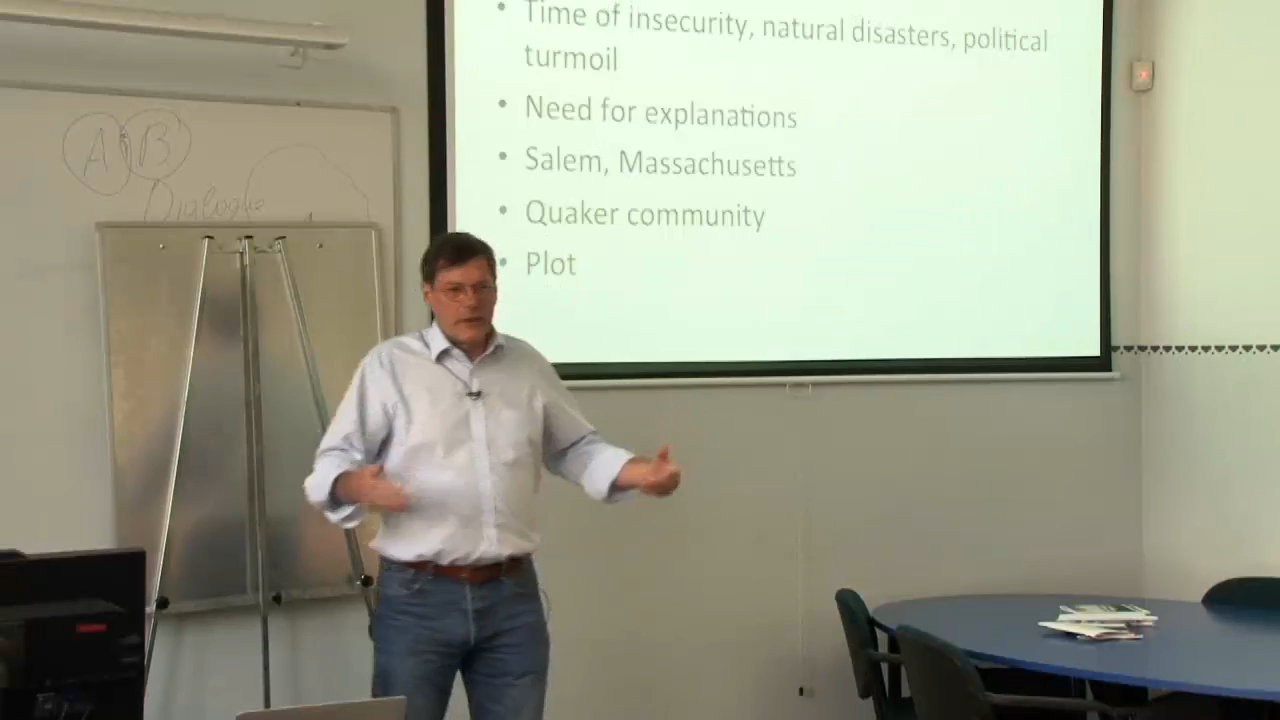 A B
Dialogue
• Time of insecurity, natural disasters, political
turmoil
• Need for explanations
• Salem, Massachusetts
• Quaker community
• Plot